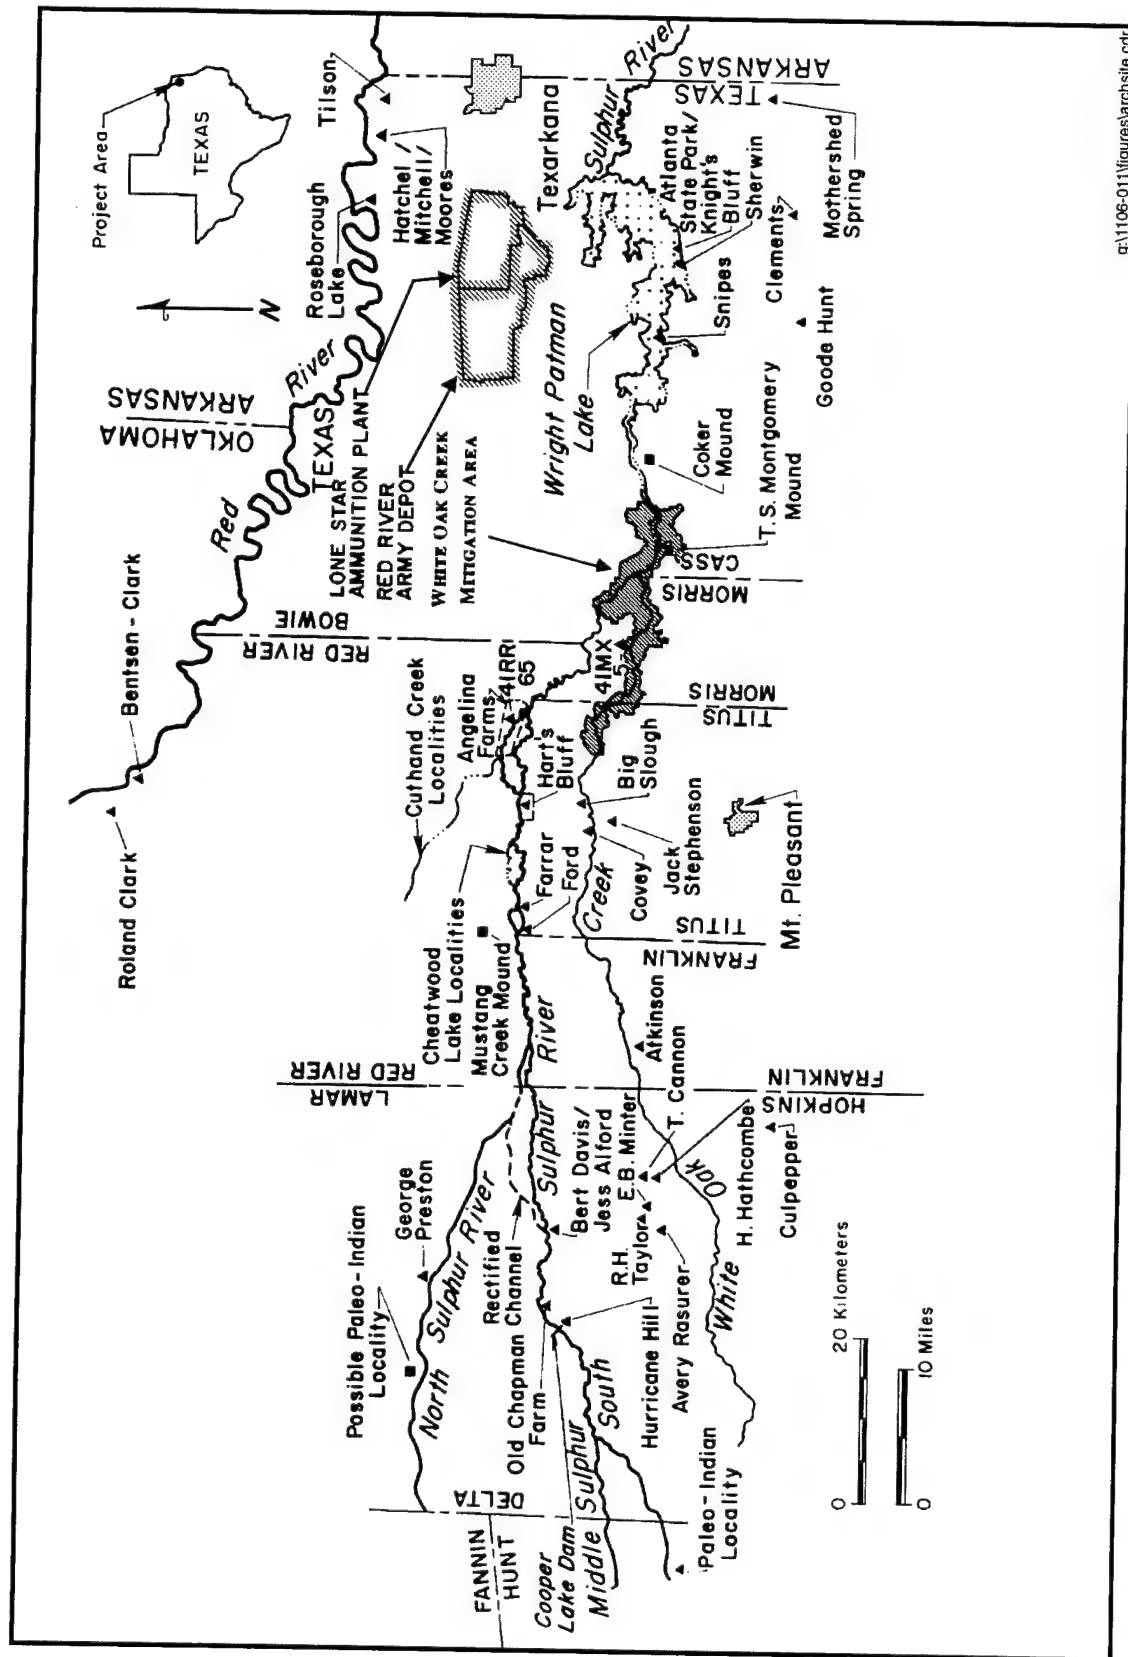 Project Area
TEXAS
N
Roland Clark
Bentsen - Clark
Red
River
OKLAHOMA
ARKANSAS
TEXAS
Roseborough
Lake
Tilson
Hatchel /
Mitchell /
Moores
LONE STAR
AMMUNITION PLANT
RED RIVER
ARMY DEPOT
WHITE OAK CREEK
MITIGATION AREA
Texarkana
ARKANSAS
TEXAS
Sulphur
River
Wright Patman
Lake
Atlanta
State Park/
Knight's
Bluff
Sherwin
Snipes
Clements
Mothershed
Spring
Goode Hunt
Coker
Mound
T.S. Montgomery
Mound
CASS
MORRIS
BOWIE
RED RIVER
41RR
65
41MX
5
MORRIS
TITUS
Cuthand Creek
Localities
Angelina
Farms
Hart's
Bluff
Big
Slough
Cheatwood
Lake Localities
Mustang
Creek Mound
Farrar
Ford
Covey
Jack
Stephenson
Mt. Pleasant
TITUS
FRANKLIN
RED RIVER
LAMAR
Sulphur
River
Atkinson
T. Cannon
FRANKLIN
HOPKINS
Possible Paleo-Indian
Locality
George
Preston
North Sulphur River
Rectified
Old Chapman Channel
Farm
Bert Davis/
Jess Alford
E.B. Minter
R.H.
Taylor
Hurricane Hill
Avery Rasurer
H. Hathcombe
Culpepper
White
Oak
Creek
DELTA
FANNIN
HUNT
Cooper
Lake Dam
Middle
Sulphur
South
Paleo-Indian
Locality
0
20 Kilometers
0
10 Miles
g:\1106-011\figures\archsite.cdr